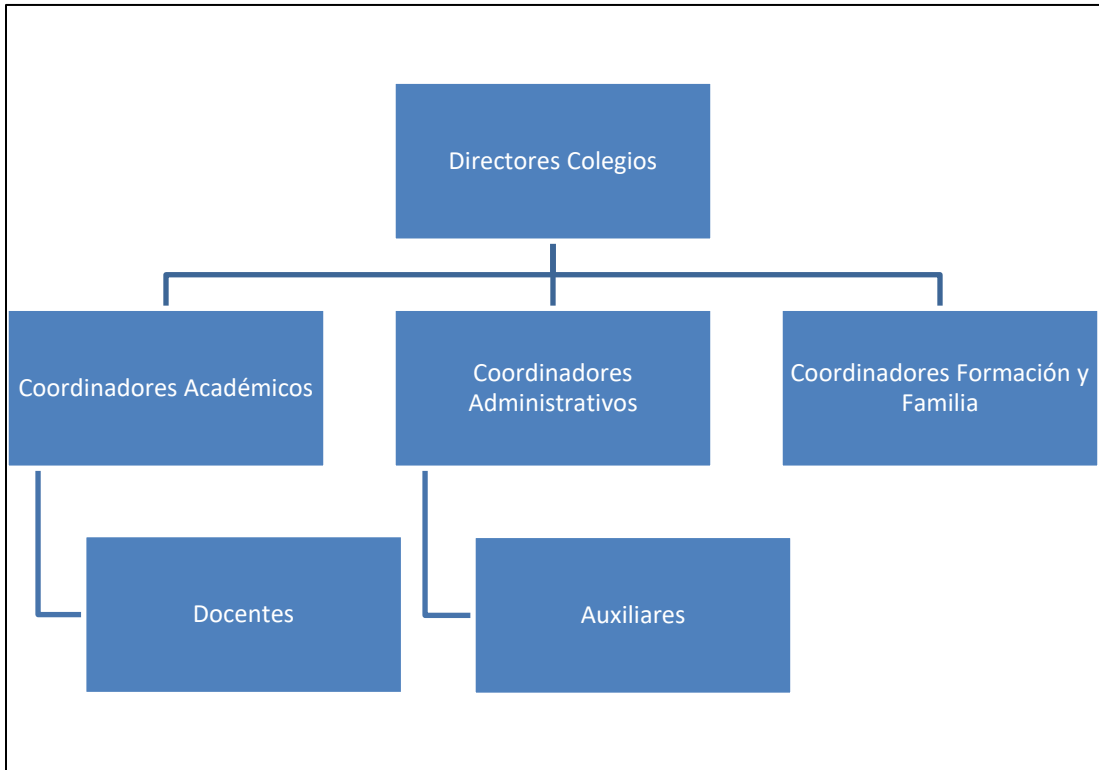 Directores Colegios
Coordinadores Académicos
Coordinadores
Administrativos
Coordinadores Formación y
Familia
Docentes
Auxiliares